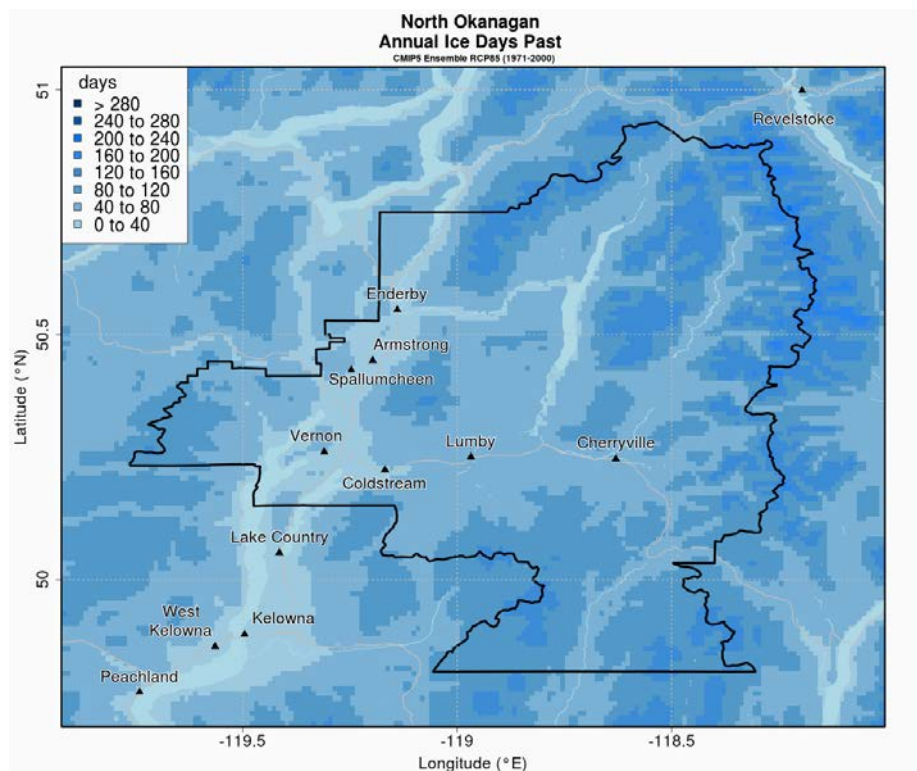 North Okanagan
Annual Ice Days Past
CMIP5 Ensemble RCP85 (1971-2000)
days
> 280
240 to 280
200 to 240
160 to 200
120 to 160
80 to 120
40 to 80
0 to 40
51
Revelstoke
Enderby
50.5
Armstrong
Spallumcheen
Latitude (°N)
Vernon
Lumby
Cherryville
Coldstream
Lake Country
50
West
Kelowna
Kelowna
Peachland
-119.5
-119
-118.5
Longitude (°E)